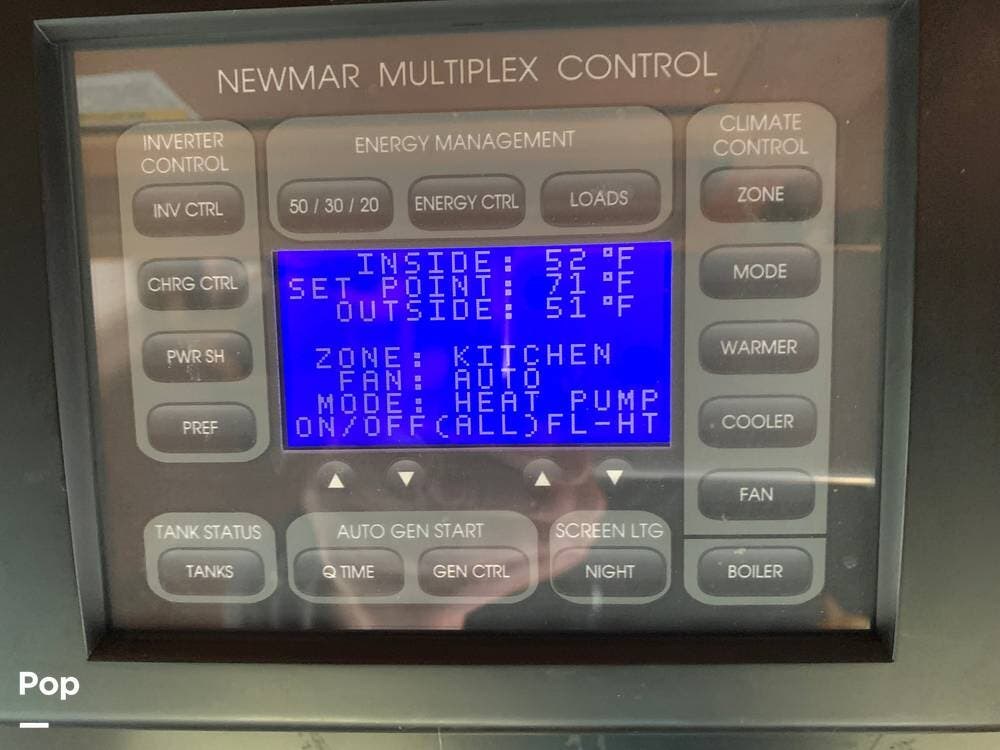 NEWMAR MULTIPLEX CONTROL
INVERTER
CONTROL
INV CTRL
CHRG CTRL
PWR SH
PREF
ENERGY MANAGEMENT
50 / 30 / 20
ENERGY CTRL
LOADS
CLIMATE
CONTROL
ZONE
MODE
WARMER
COOLER
FAN
BOILER
INSIDE: 52 °F
SET POINT: 71 °F
OUTSIDE: 51 °F
ZONE: KITCHEN
FAN: AUTO
MODE: HEAT PUMP
ON/OFF(ALL)FL-HT
▲ ▼ ▲ ▼
TANK STATUS
TANKS
AUTO GEN START
Q TIME
GEN CTRL
SCREEN LTG
NIGHT
Pop